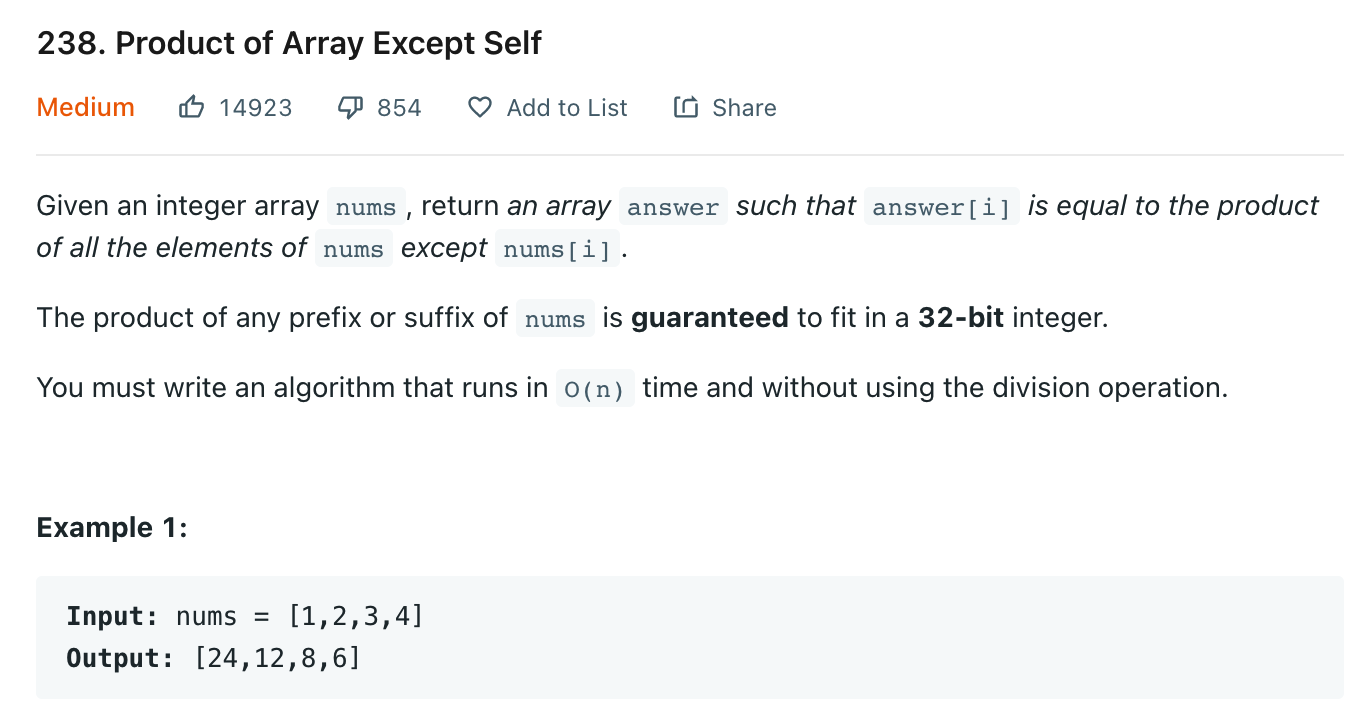 238. Product of Array Except Self
Medium 14923 854 Add to List Share
Given an integer array nums, return an array answer such that answer[i] is equal to the product
of all the elements of nums except nums[i].
The product of any prefix or suffix of nums is guaranteed to fit in a 32-bit integer.
You must write an algorithm that runs in O(n) time and without using the division operation.
Example 1:
Input: nums = [1,2,3,4]
Output: [24,12,8,6]